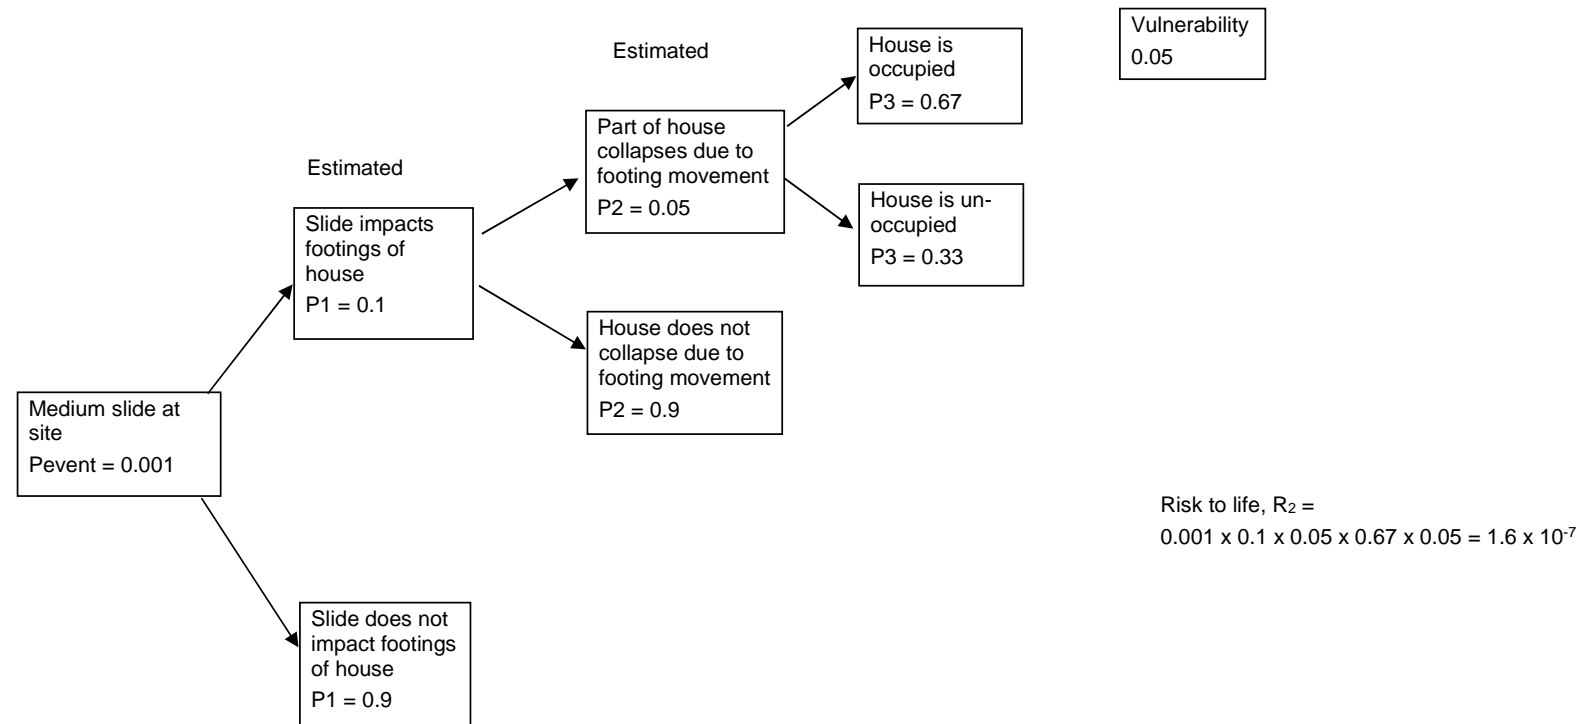 Medium slide at
site
Pevent = 0.001
Estimated
Slide impacts
footings of
house
P1 = 0.1
Slide does not
impact footings
of house
P1 = 0.9
Estimated
Part of house
collapses due to
footing movement
P2 = 0.05
House does not
collapse due to
footing movement
P2 = 0.9
House is
occupied
P3 = 0.67
House is un-
occupied
P3 = 0.33
Vulnerability
0.05
Risk to life, R₂ =
0.001 x 0.1 x 0.05 x 0.67 x 0.05 = 1.6 x 10⁻⁷